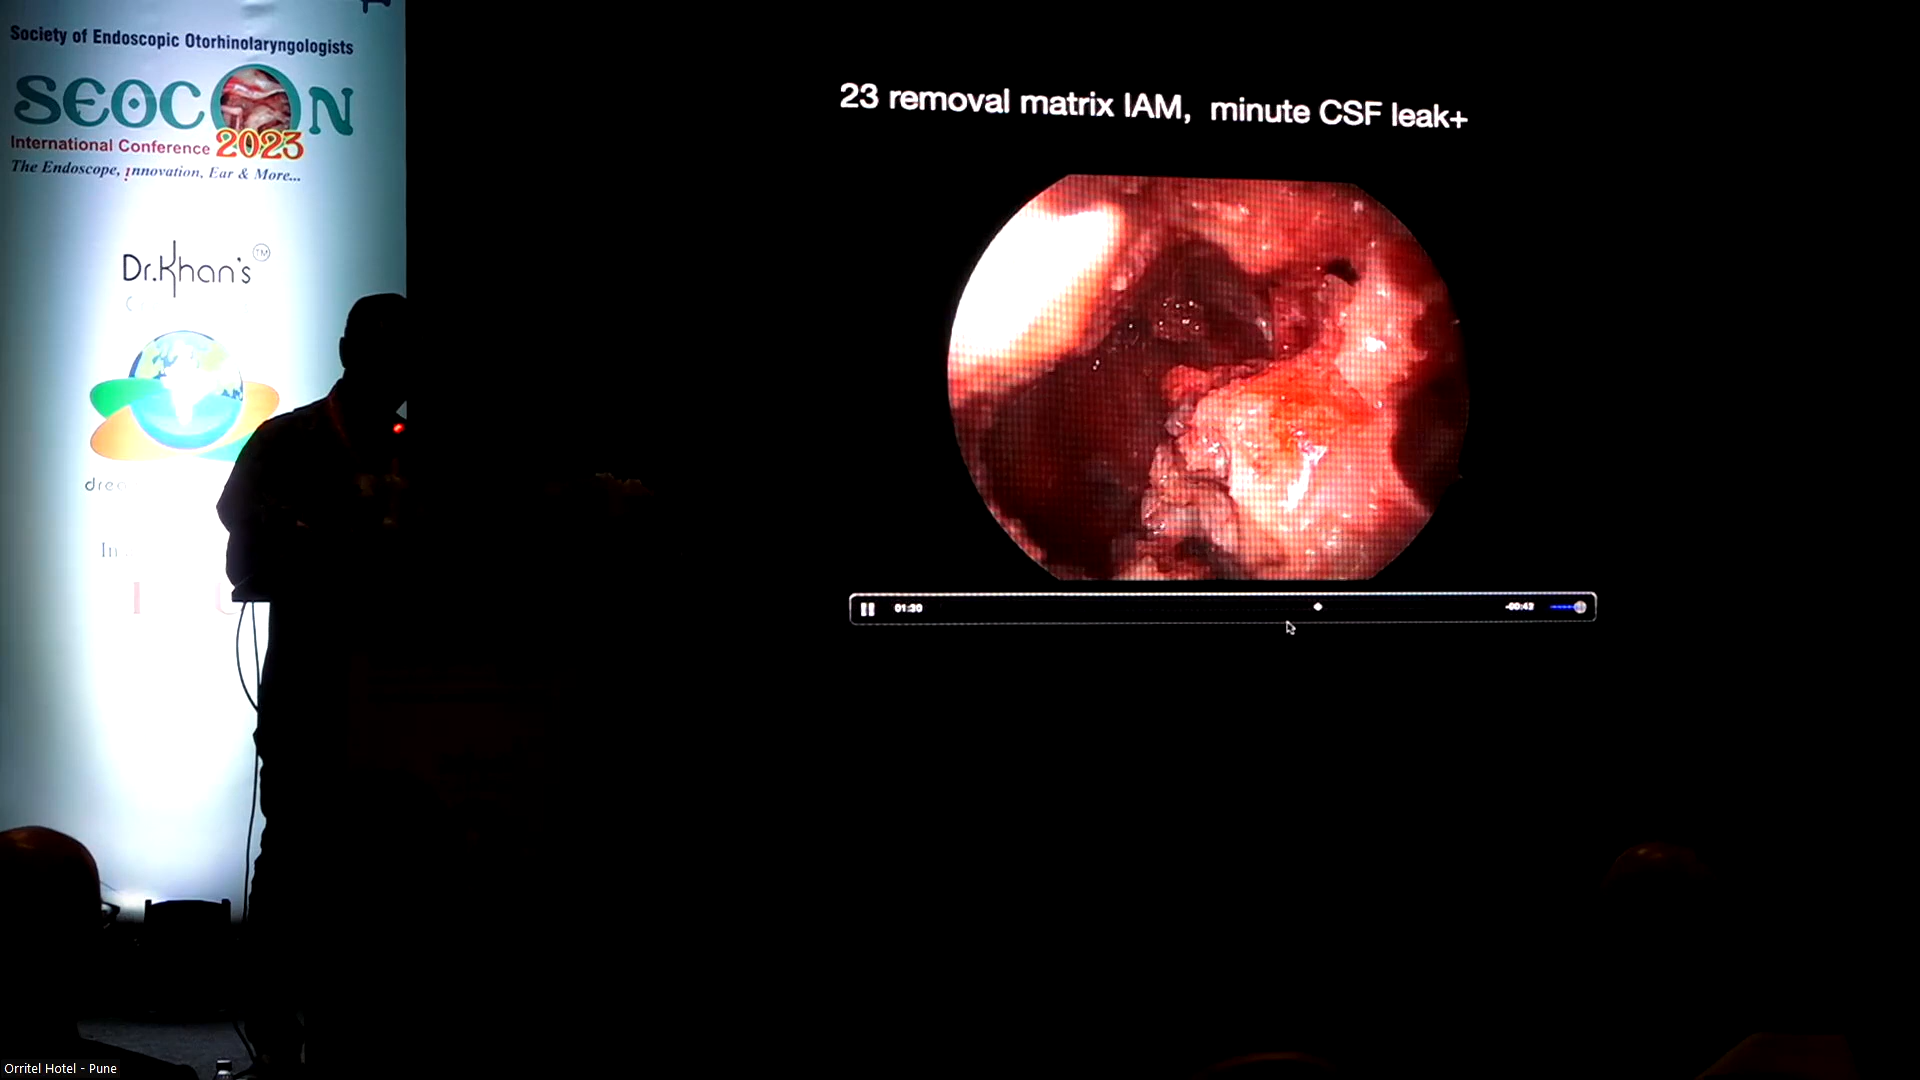 Society of Endoscopic Otorhinolaryngologists
SEOCON
International Conference 2023
The Endoscope, innovation, Ear & More...
Dr.Khan's TM
23 removal matrix IAM, minute CSF leak+
01:30
-00:42
Orritel Hotel - Pune